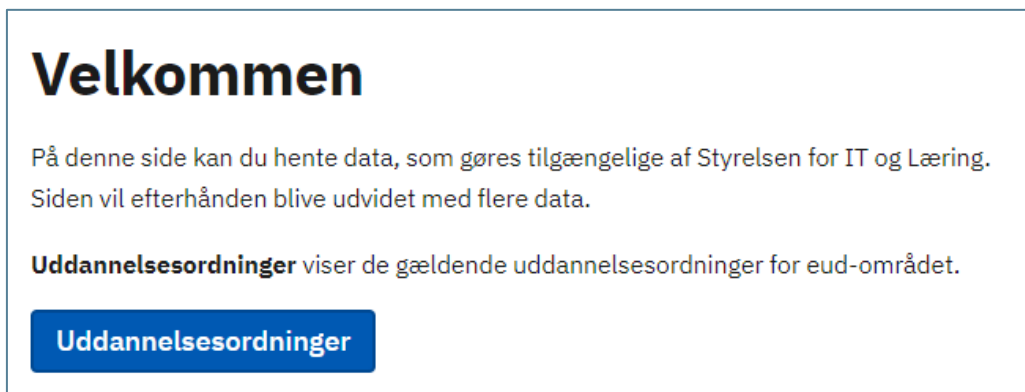 Velkommen
På denne side kan du hente data, som gøres tilgængelige af Styrelsen for IT og Læring.
Siden vil efterhånden blive udvidet med flere data.
Uddannelsesordninger viser de gældende uddannelsesordninger for eud-området.
Uddannelsesordninger